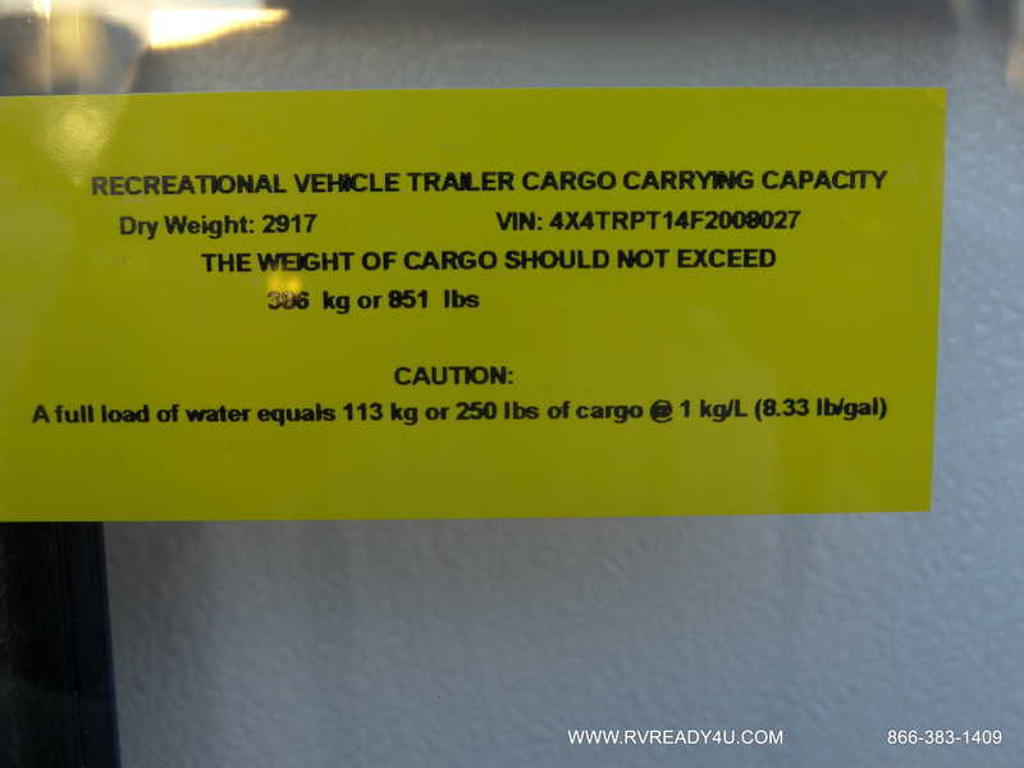 RECREATIONAL VEHICLE TRAILER CARGO CARRYING CAPACITY
Dry Weight: 2917 VIN: 4X4TRPT14F2008027
THE WEIGHT OF CARGO SHOULD NOT EXCEED
386 kg or 851 lbs
CAUTION:
A full load of water equals 113 kg or 250 lbs of cargo @ 1 kg/L (8.33 lb/gal)
WWW.RVREADY4U.COM 866-383-1409